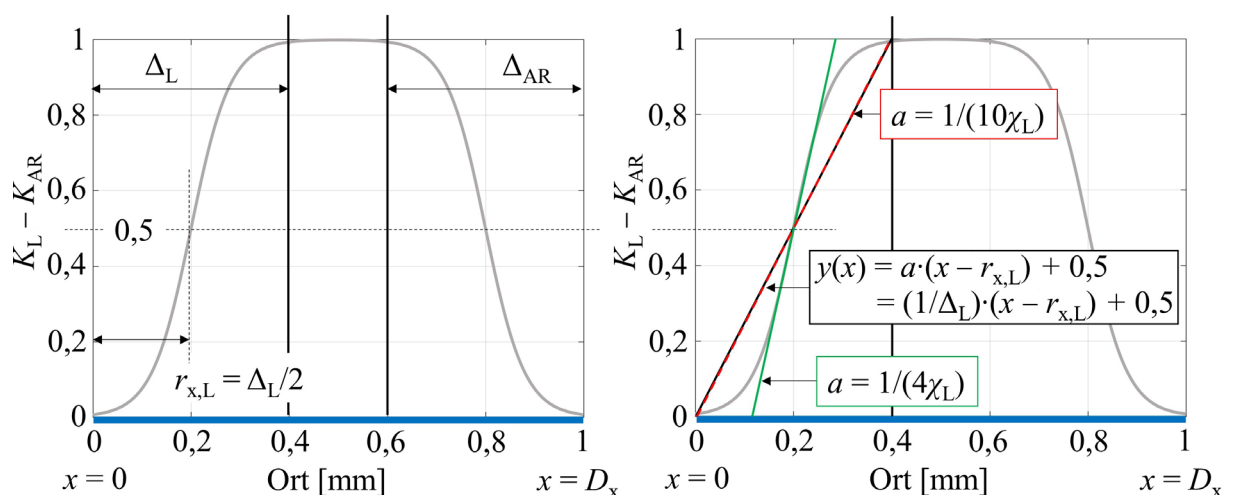 K_L – K_AR
1
0,8
0,6
0,4
0,2
0
Δ_L
Δ_AR
0,5
r_x,L = Δ_L/2
0
0,2
0,4
0,6
0,8
1
x = 0
Ort [mm]
x = D_x
K_L – K_AR
1
0,8
0,6
0,4
0,2
0
a = 1/(10χ_L)
y(x) = a·(x – r_x,L) + 0,5
= (1/Δ_L)·(x – r_x,L) + 0,5
a = 1/(4χ_L)
0
0,2
0,4
0,6
0,8
1
x = 0
Ort [mm]
x = D_x